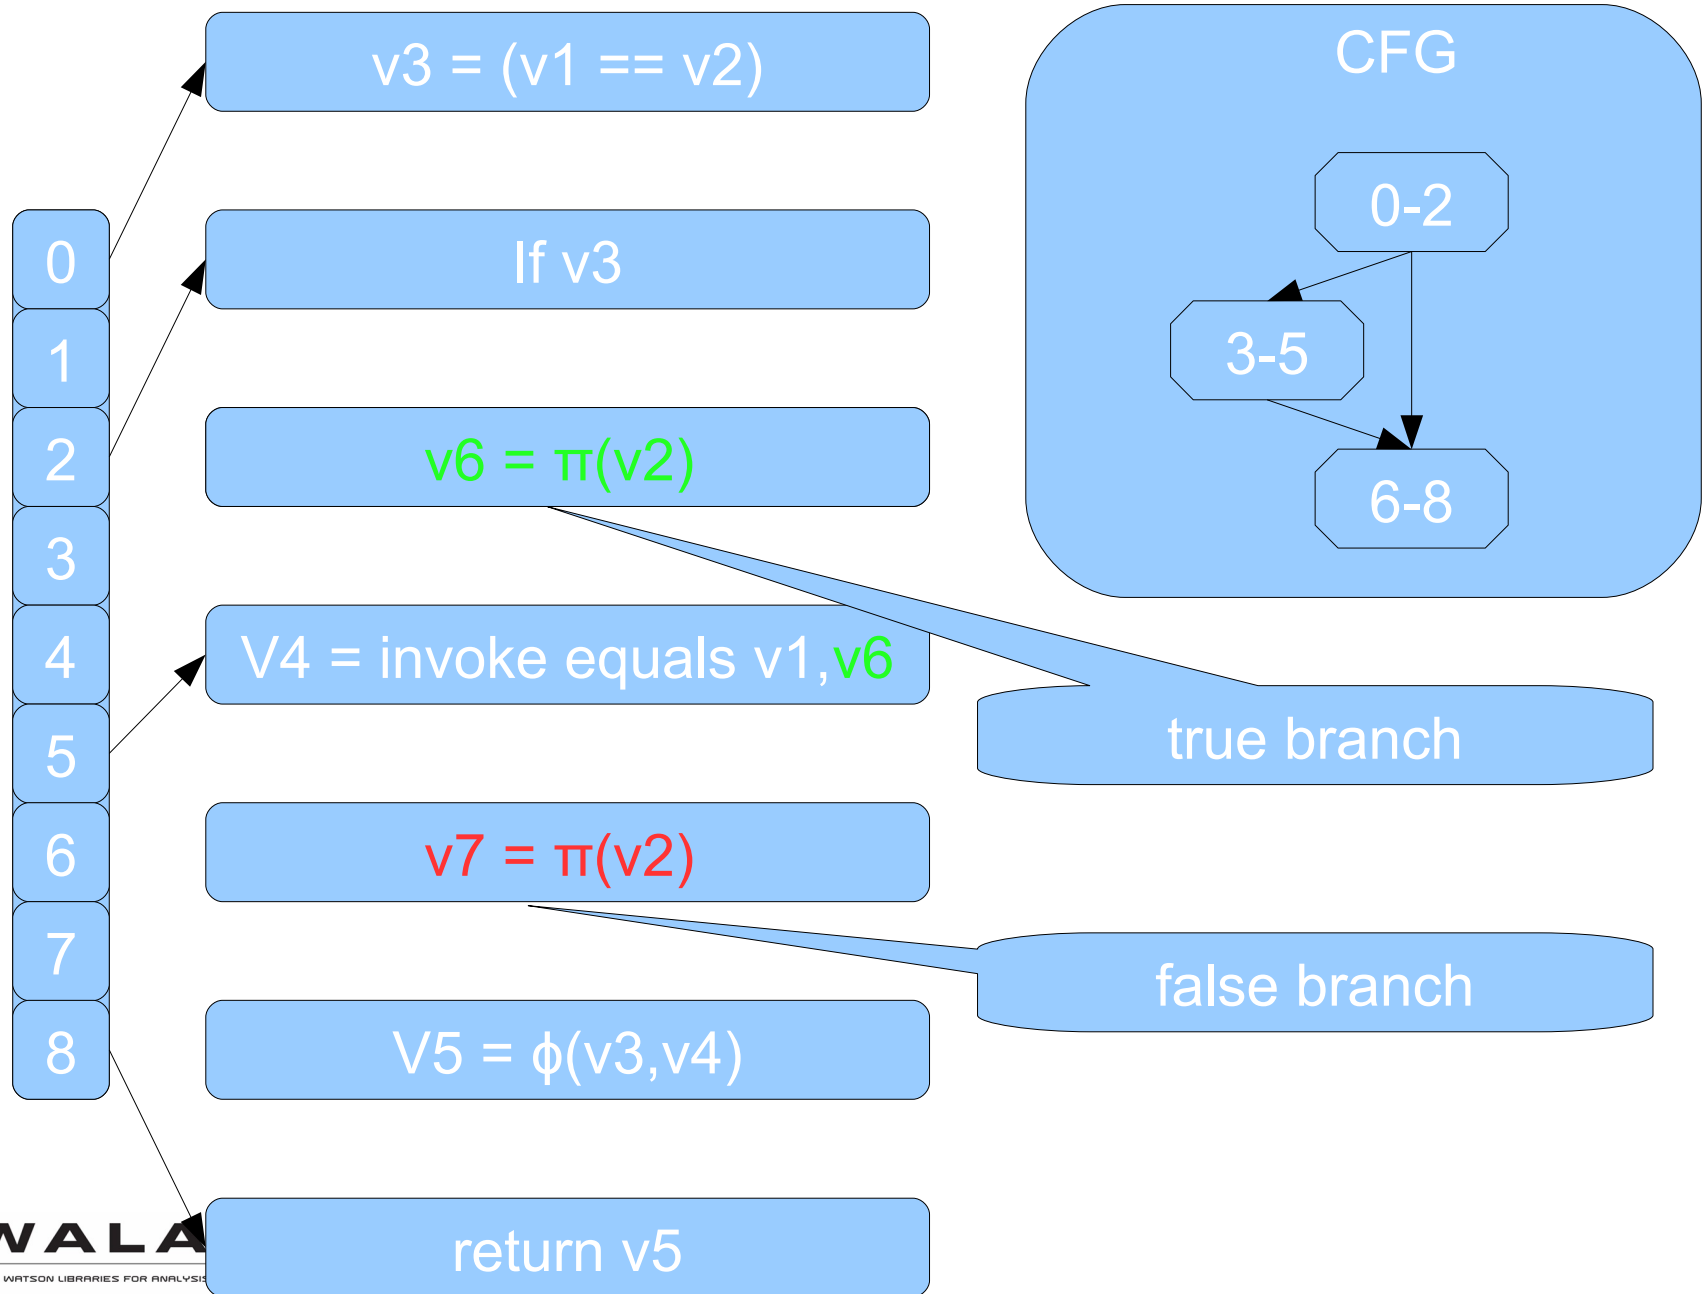 v3 = (v1 == v2)
If v3
v6 = π(v2)
V4 = invoke equals v1,v6
v7 = π(v2)
V5 = ϕ(v3,v4)
return v5
0
1
2
3
4
5
6
7
8
CFG
0-2
3-5
6-8
true branch
false branch
WALA
WATSON LIBRARIES FOR ANALYSIS